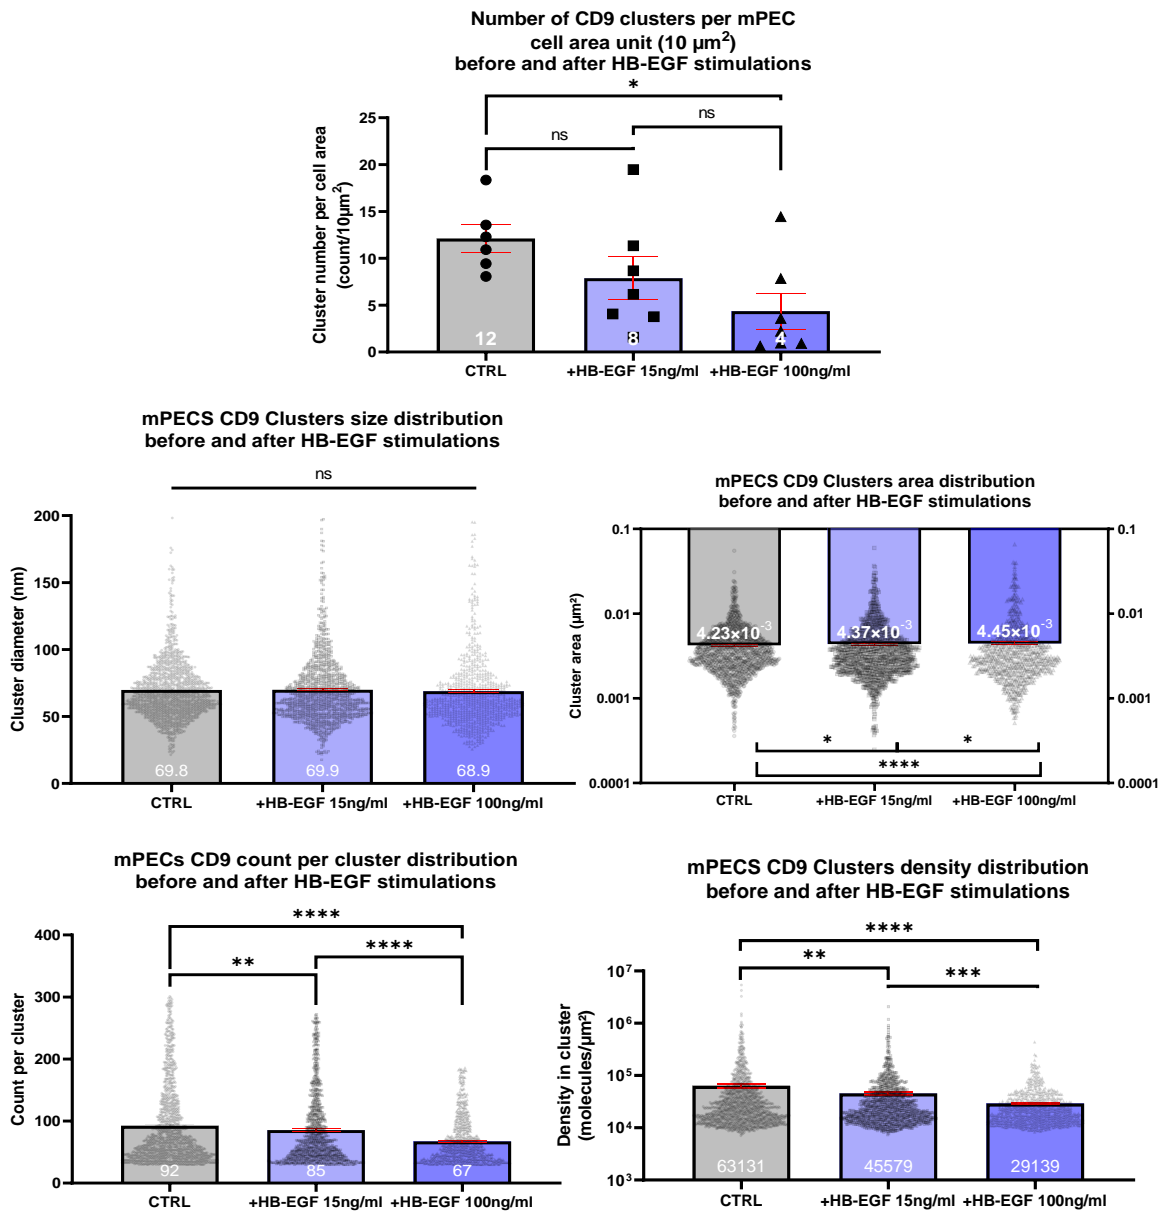 Number of CD9 clusters per mPEC
cell area unit (10 µm²)
before and after HB-EGF stimulations
*
ns
ns
Cluster number per cell area
(count/10µm²)
25
20
15
10
5
0
12
8
4
CTRL
+HB-EGF 15ng/ml
+HB-EGF 100ng/ml
mPECS CD9 Clusters size distribution
before and after HB-EGF stimulations
ns
Cluster diameter (nm)
200
150
100
50
0
69.8
69.9
68.9
CTRL
+HB-EGF 15ng/ml
+HB-EGF 100ng/ml
mPECS CD9 Clusters area distribution
before and after HB-EGF stimulations
Cluster area (µm²)
0.1
0.01
0.001
0.0001
0.1
0.01
0.001
0.0001
4.23×10⁻³
4.37×10⁻³
4.45×10⁻³
*
*
****
CTRL
+HB-EGF 15ng/ml
+HB-EGF 100ng/ml
mPECs CD9 count per cluster distribution
before and after HB-EGF stimulations
****
**
****
Count per cluster
400
300
200
100
0
92
85
67
CTRL
+HB-EGF 15ng/ml
+HB-EGF 100ng/ml
mPECS CD9 Clusters density distribution
before and after HB-EGF stimulations
****
**
***
Density in cluster
(molecules/µm²)
10⁷
10⁶
10⁵
10⁴
10³
63131
45579
29139
CTRL
+HB-EGF 15ng/ml
+HB-EGF 100ng/ml